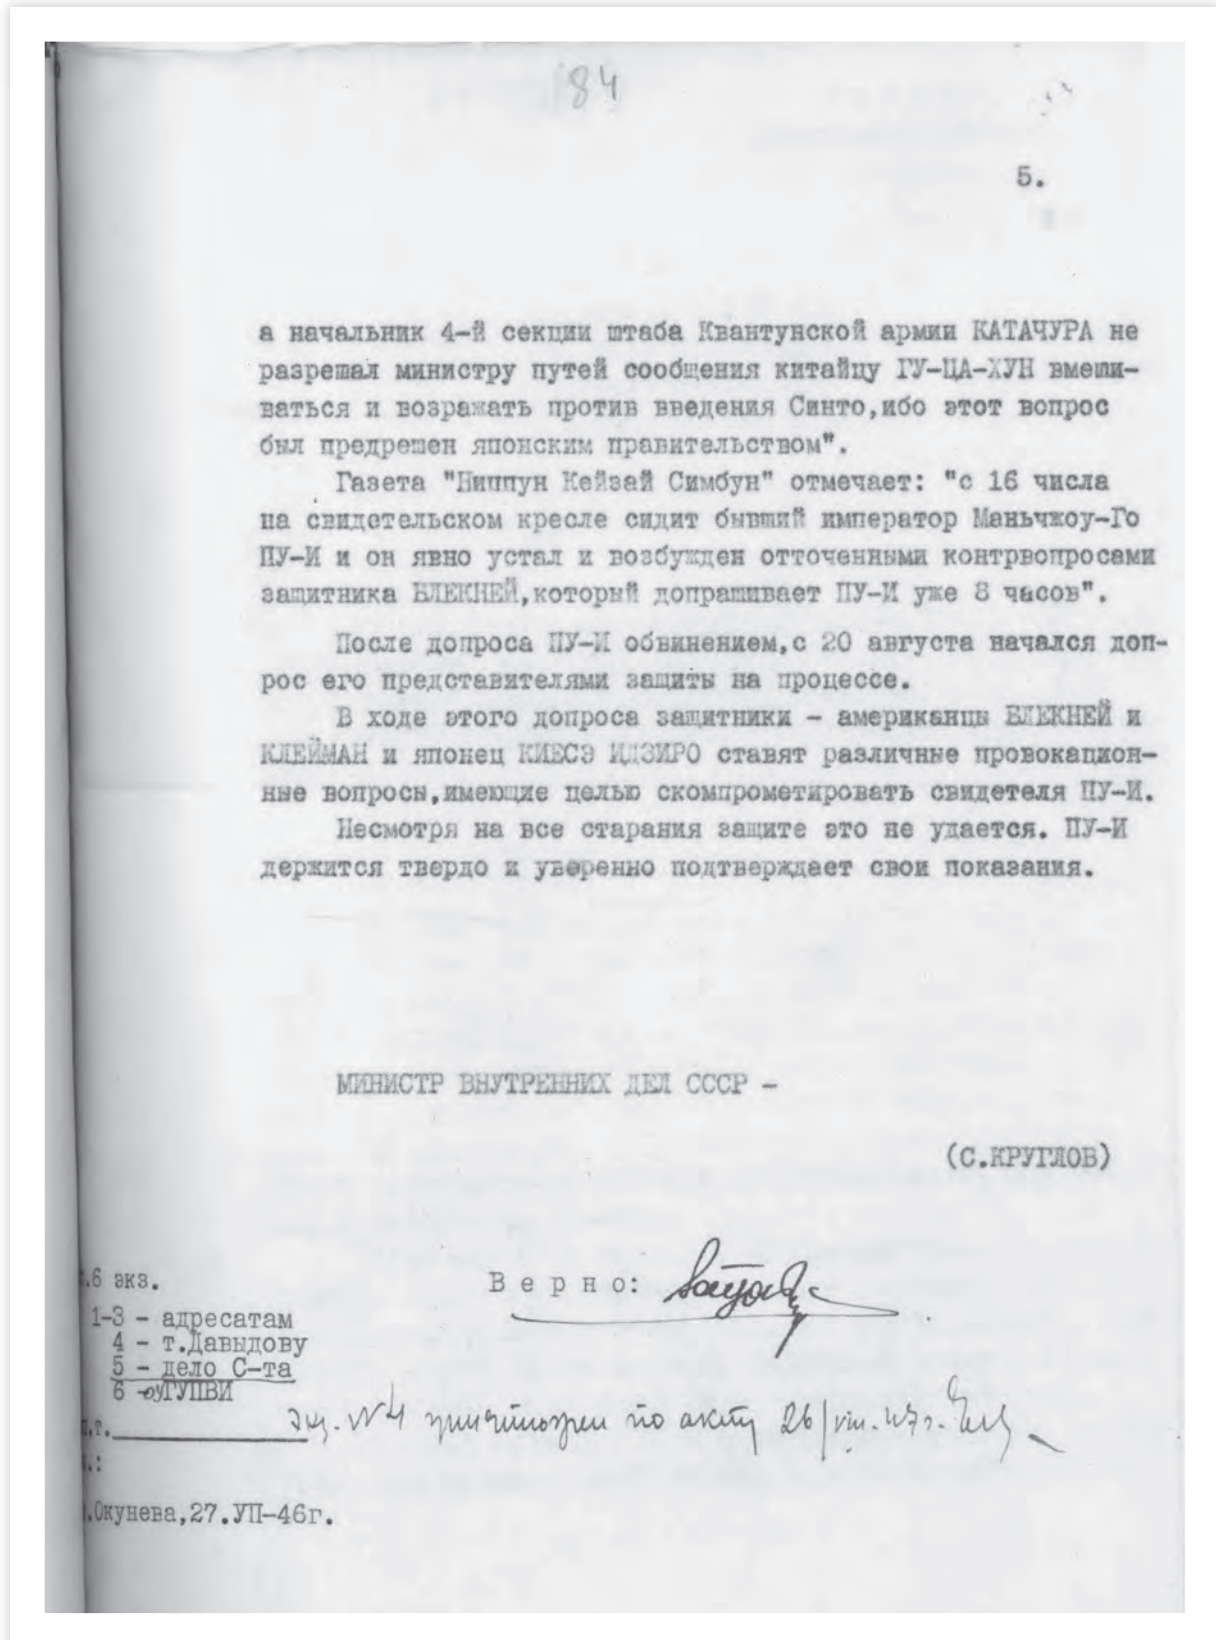 84
5.
а начальник 4-й секции штаба Квантунской армии КАТАЧУРА не
разрешал министру путей сообщения китайцу ГУ-ЦА-ХУН вмеши-
ваться и возражать против введения Синто,ибо этот вопрос
был предрешен японским правительством".
Газета "Ниппун Кейзай Симбун" отмечает: "с 16 числа
на свидетельском кресле сидит бывший император Маньчжоу-Го
ПУ-И и он явно устал и возбужден отточенными контрвопросами
защитника БЛЕКНЕЙ,который допрашивает ПУ-И уже 8 часов".
После допроса ПУ-И обвинением,с 20 августа начался доп-
рос его представителями защиты на процессе.
В ходе этого допроса защитники - американцы БЛЕКНЕЙ и
КЛЕЙМАН и японец КИЕСЭ ИДЗИРО ставят различные провокацион-
ные вопросы,имеющие целью скомпрометировать свидетеля ПУ-И.
Несмотря на все старания защите это не удается. ПУ-И
держится твердо и уверенно подтверждает свои показания.
МИНИСТР ВНУТРЕННИХ ДЕЛ СССР -
(С.КРУГЛОВ)
Верно:
.6 экз.
1-3 - адресатам
4 - т.Давыдову
5 - дело С-та
6 - ГУПВИ
экз. №4 уничтожен по акту 26/VIII.47г.
.Окунева,27.УП-46г.